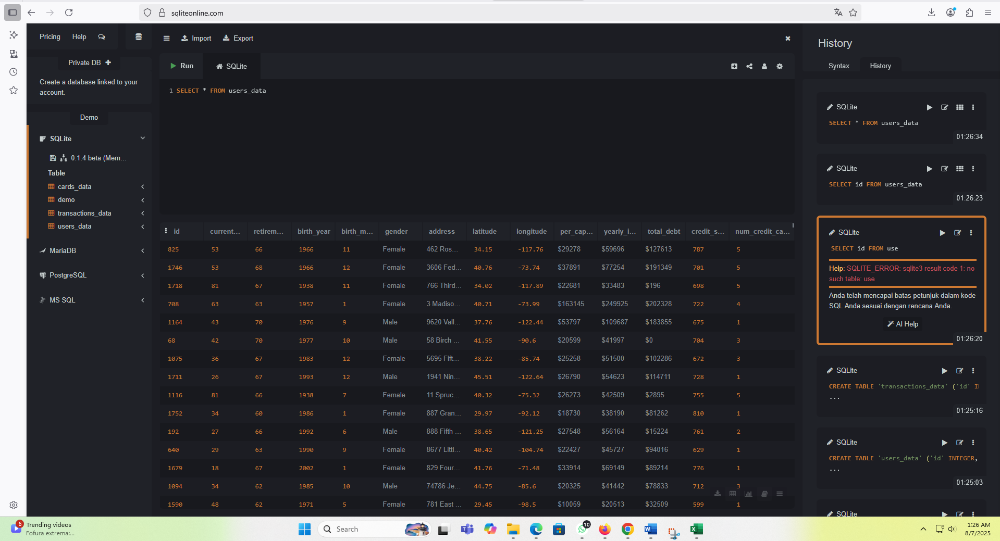 sqliteonline.com
Pricing Help
Import Export
Private DB
Create a database linked to your
account.
Demo
SQLite
0.1.4 beta (Mem...
Table
cards_data
demo
transactions_data
users_data
MariaDB
PostgreSQL
MS SQL
Run SQLite
1 SELECT * FROM users_data
id current... retirem... birth_year birth_m... gender address latitude longitude per_cap... yearly_i... total_debt credit_s... num_credit_ca...
825 53 66 1966 11 Female 462 Ros... 34.15 -117.76 $29278 $59696 $127613 787 5
1746 53 68 1966 12 Female 3606 Fed... 40.76 -73.74 $37891 $77254 $191349 701 5
1718 81 67 1938 11 Female 766 Third... 34.02 -117.89 $22681 $33483 $196 698 5
708 63 63 1957 1 Female 3 Madiso... 40.71 -73.99 $163145 $249925 $202328 722 4
1164 43 70 1976 9 Male 9620 Vall... 37.76 -122.44 $53797 $109687 $183855 675 1
68 42 70 1977 10 Male 58 Birch ... 41.55 -90.6 $20599 $41997 $0 704 3
1075 36 67 1983 12 Female 5695 Fift... 38.22 -85.74 $25258 $51500 $102286 672 3
1711 26 67 1993 12 Male 1941 Nin... 45.51 -122.64 $26790 $54623 $114711 728 1
1116 81 66 1938 7 Female 11 Spruc... 40.32 -75.32 $26273 $42509 $2895 755 5
1752 34 60 1986 1 Female 887 Gran... 29.97 -92.12 $18730 $38190 $81262 810 1
192 27 66 1992 6 Male 888 Fifth ... 38.65 -121.25 $27548 $56164 $15224 761 2
640 29 63 1990 9 Female 8677 Littl... 40.42 -104.74 $22427 $45727 $94016 629 1
1679 18 67 2002 1 Female 829 Four... 41.76 -71.48 $33914 $69149 $89214 776 1
1094 34 62 1985 10 Male 74786 Je... 44.75 -85.6 $20325 $41442 $78833 712 3
1590 48 62 1971 5 Female 781 East ... 29.45 -98.5 $10059 $20513 $32509 599 1
History
Syntax History
SQLite
SELECT * FROM users_data
01:26:34
SQLite
SELECT id FROM users_data
01:26:23
SQLite
SELECT id FROM use
Help: SQLITE_ERROR: sqlite3 result code 1: no
such table: use
Anda telah mencapai batas petunjuk dalam kode
SQL Anda sesuai dengan rencana Anda.
AI Help
01:26:20
SQLite
CREATE TABLE 'transactions_data' ('id' I
...
01:25:16
SQLite
CREATE TABLE 'users_data' ('id' INTEGER,
...
01:25:03
SQLite
6
Trending videos
Fofura extrema:...
Search
10
1:26 AM
8/7/2025